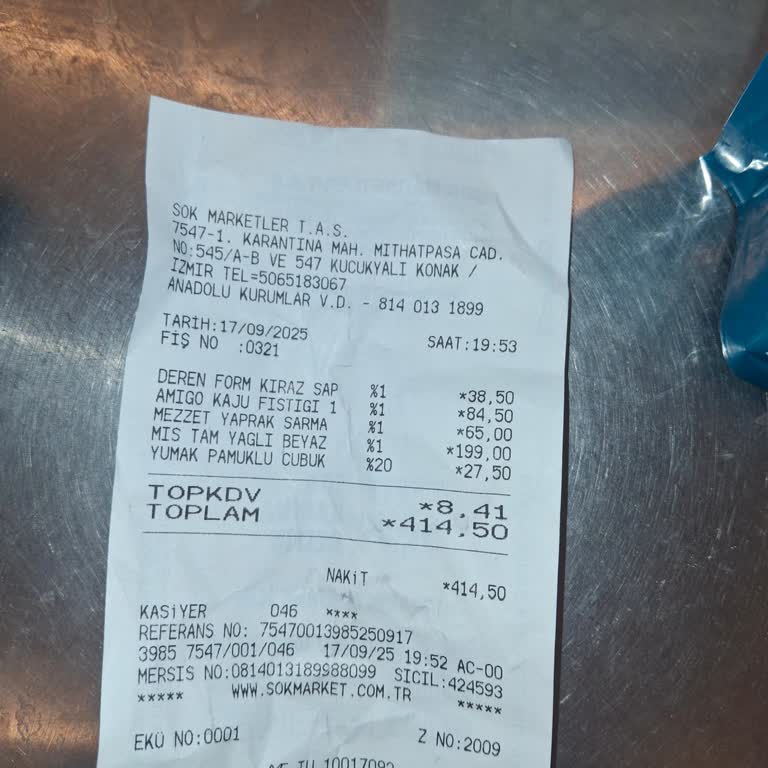 SOK MARKETLER T.A.S.
7547-1. KARANTINA MAH. MITHATPASA CAD.
NO:545/A-B VE 547 KUCUKYALI KONAK /
IZMIR TEL=5065183067
ANADOLU KURUMLAR V.D. - 814 013 1899
TARİH:17/09/2025 SAAT:19:53
FİŞ NO :0321
DEREN FORM KIRAZ SAP %1 *38,50
AMIGO KAJU FISTIGI 1 %1 *84,50
MEZZET YAPRAK SARMA %1 *65,00
MIS TAM YAGLI BEYAZ %1 *199,00
YUMAK PAMUKLU CUBUK %20 *27,50
TOPKDV *8,41
TOPLAM *414,50
NAKİT *414,50
KASİYER 046 ****
REFERANS NO: 75470013985250917
3985 7547/001/046 17/09/25 19:52 AC-00
MERSIS NO:0814013189988099 SICIL:424593
***** WWW.SOKMARKET.COM.TR *****
EKÜ NO:0001 Z NO:2009